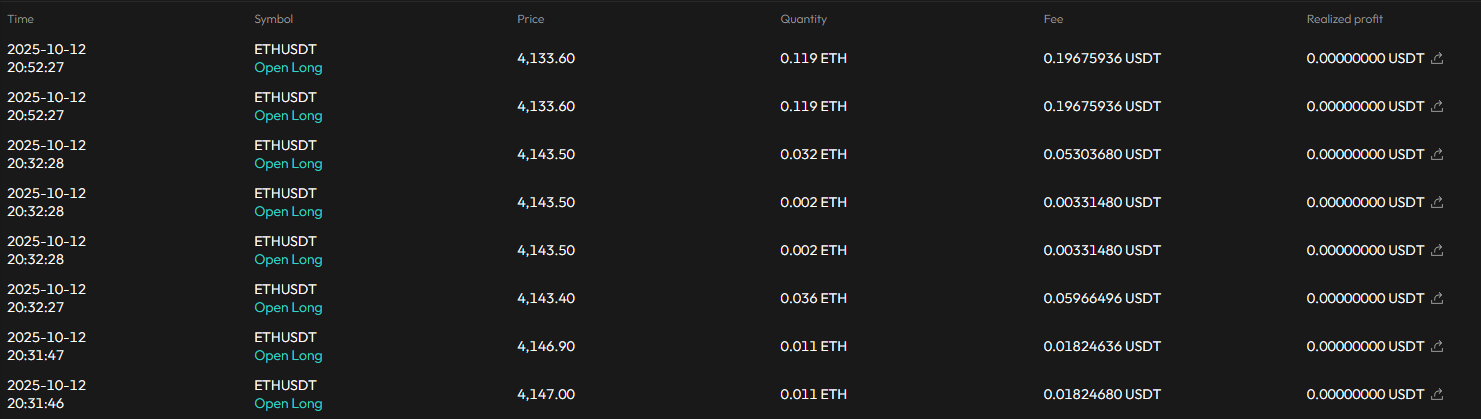 Time Symbol Price Quantity Fee Realized profit
2025-10-12 ETHUSDT
20:52:27 Open Long 4,133.60 0.119 ETH 0.19675936 USDT 0.00000000 USDT
2025-10-12 ETHUSDT
20:52:27 Open Long 4,133.60 0.119 ETH 0.19675936 USDT 0.00000000 USDT
2025-10-12 ETHUSDT
20:32:28 Open Long 4,143.50 0.032 ETH 0.05303680 USDT 0.00000000 USDT
2025-10-12 ETHUSDT
20:32:28 Open Long 4,143.50 0.002 ETH 0.00331480 USDT 0.00000000 USDT
2025-10-12 ETHUSDT
20:32:28 Open Long 4,143.50 0.002 ETH 0.00331480 USDT 0.00000000 USDT
2025-10-12 ETHUSDT
20:32:27 Open Long 4,143.40 0.036 ETH 0.05966496 USDT 0.00000000 USDT
2025-10-12 ETHUSDT
20:31:47 Open Long 4,146.90 0.011 ETH 0.01824636 USDT 0.00000000 USDT
2025-10-12 ETHUSDT
20:31:46 Open Long 4,147.00 0.011 ETH 0.01824680 USDT 0.00000000 USDT